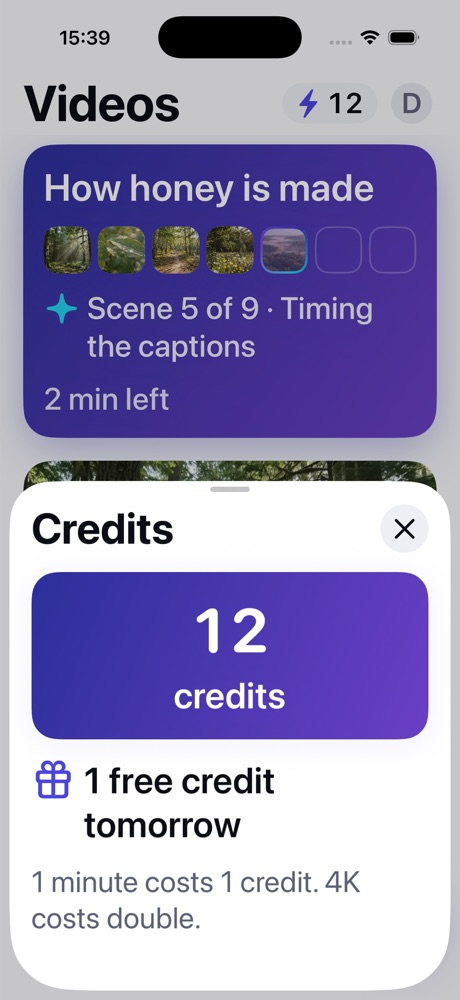 15:39
Videos
12
D
How honey is made
Scene 5 of 9 · Timing
the captions
2 min left
Credits
12
credits
1 free credit
tomorrow
1 minute costs 1 credit. 4K
costs double.